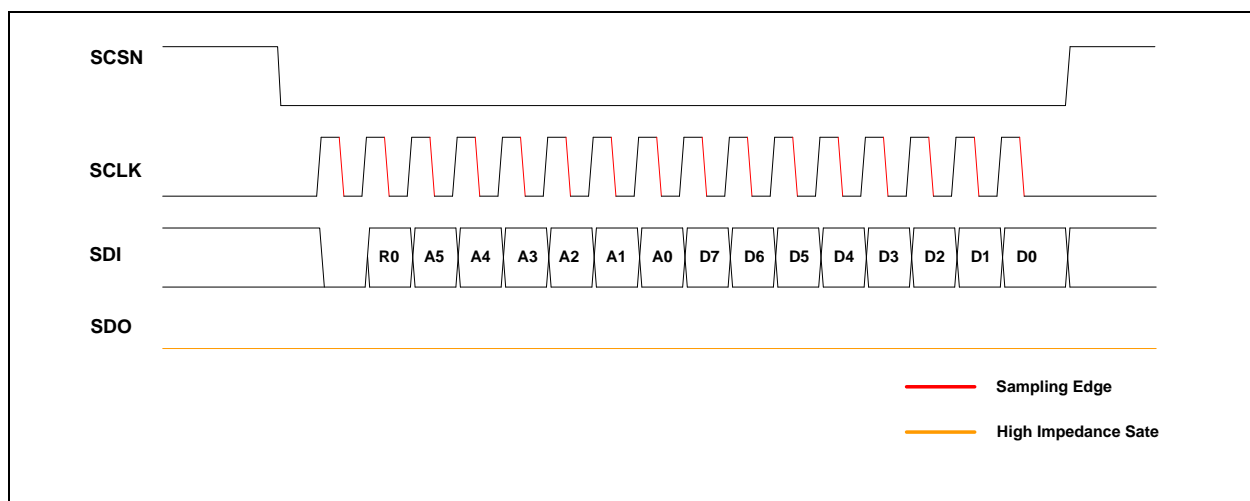 SCSN
SCLK
SDI
R0 A5 A4 A3 A2 A1 A0 D7 D6 D5 D4 D3 D2 D1 D0
SDO
Sampling Edge
High Impedance Sate